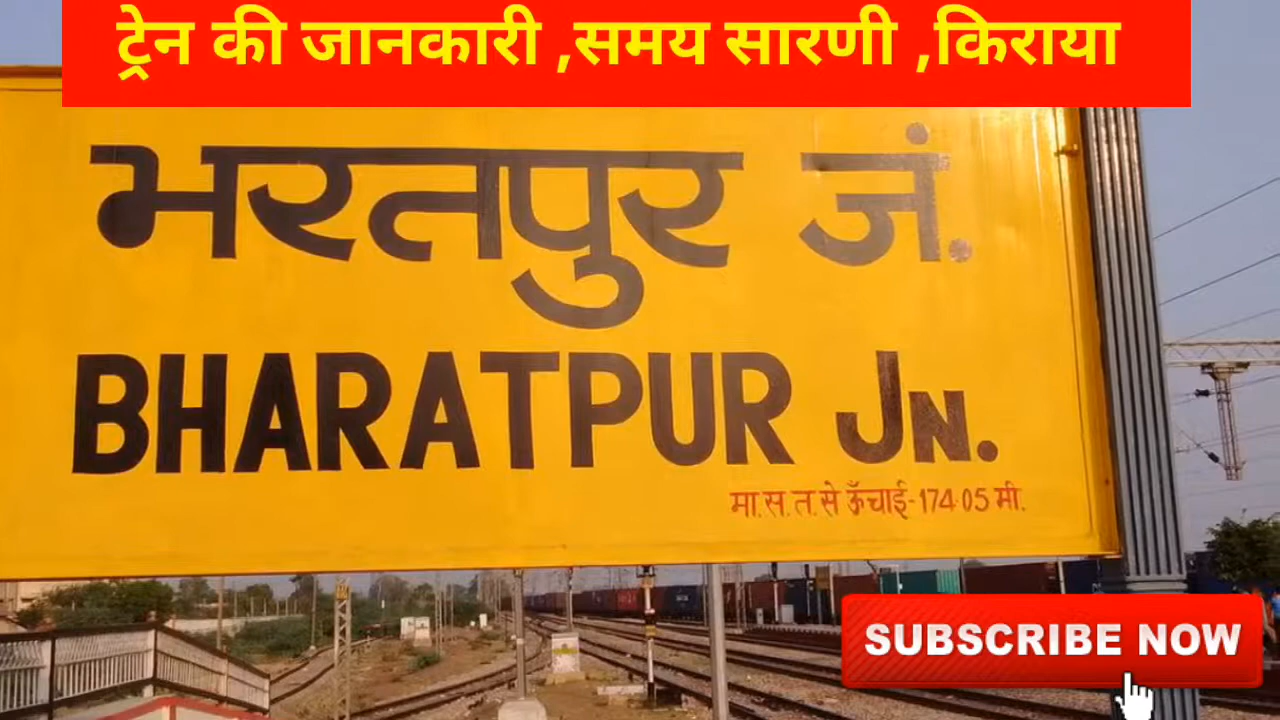 ट्रेन की जानकारी ,समय सारणी ,किराया
भरतपुर जं.
BHARATPUR JN.
मा.स.त.से ऊँचाई-174.05 मी.
SUBSCRIBE NOW